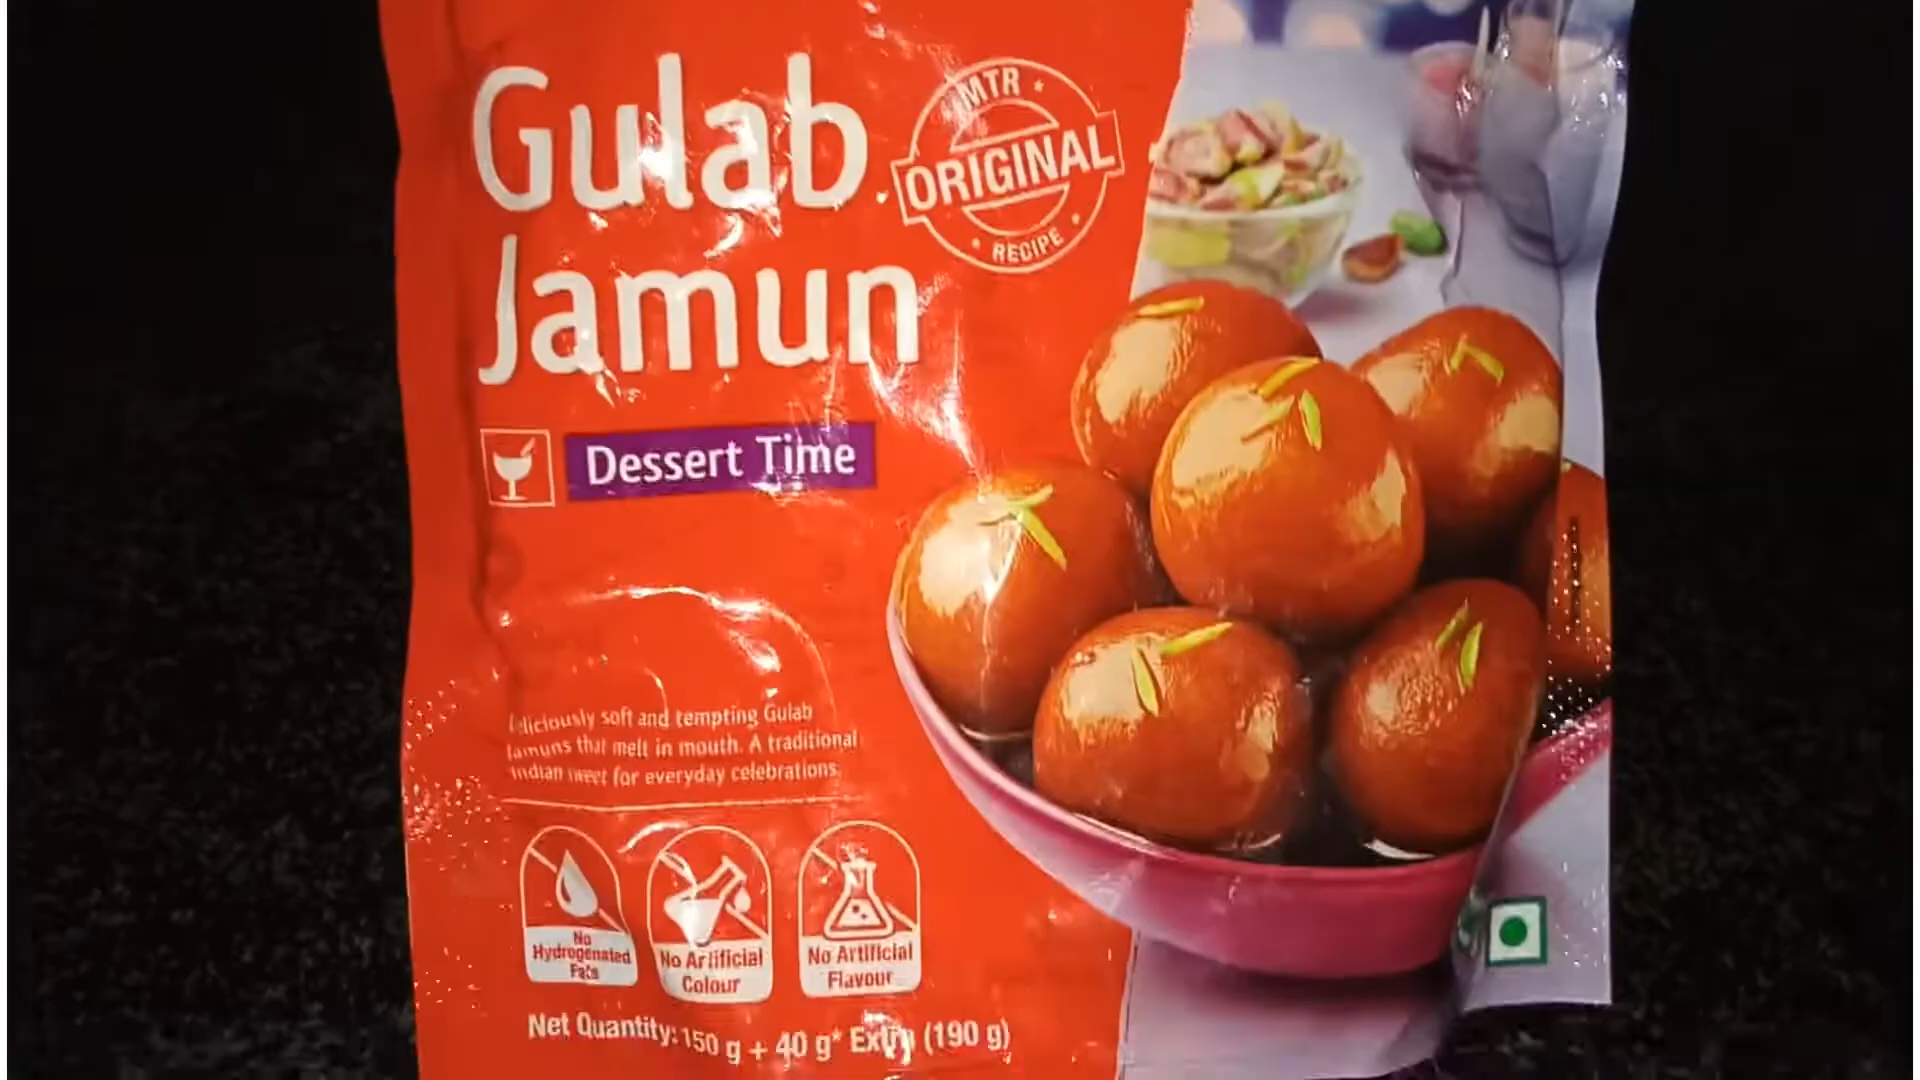 Gulab
Jamun
MTR
ORIGINAL
RECIPE
Dessert Time
soft and tempting Gulab
Jamuns that melt in mouth. A traditional
Indian sweet for everyday celebrations.
No
Hydrogenated
Fats
No Artificial
Colour
No Artificial
Flavour
Net Quantity: 150 g + 40 g* Extra (190 g)